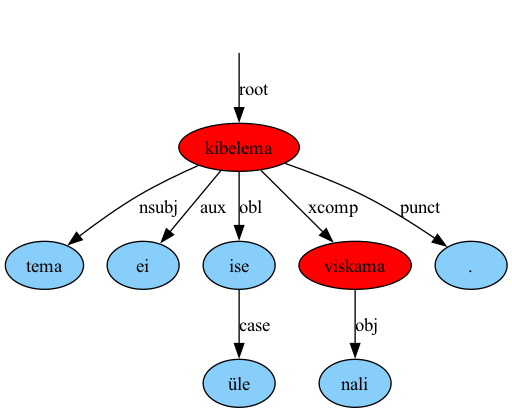 root
kibelema
nsubj aux obl xcomp punct
tema ei ise viskama .
case obj
üle nali